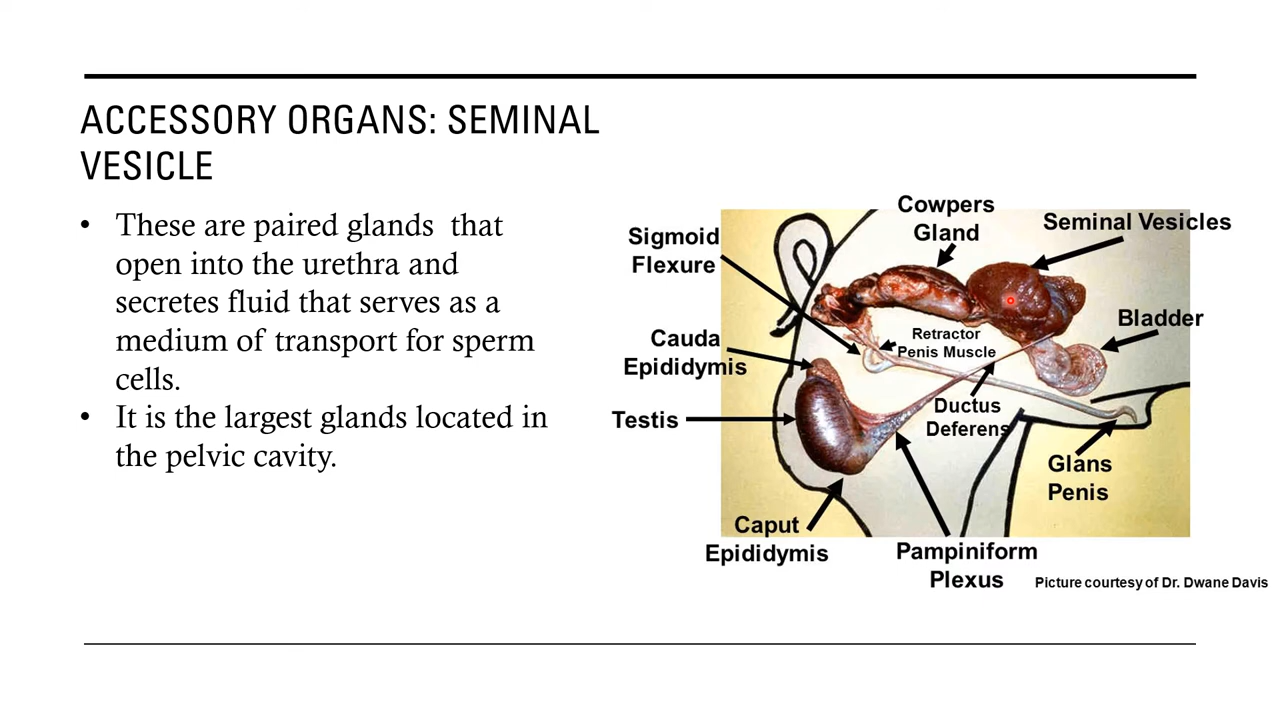 ACCESSORY ORGANS: SEMINAL
VESICLE
• These are paired glands that
open into the urethra and
secretes fluid that serves as a
medium of transport for sperm
cells.
• It is the largest glands located in
the pelvic cavity.
Cowpers
Gland
Seminal Vesicles
Sigmoid
Flexure
Bladder
Retractor
Penis Muscle
Cauda
Epididymis
Testis
Ductus
Deferens
Glans
Penis
Caput
Epididymis
Pampiniform
Plexus
Picture courtesy of Dr. Dwane Davis